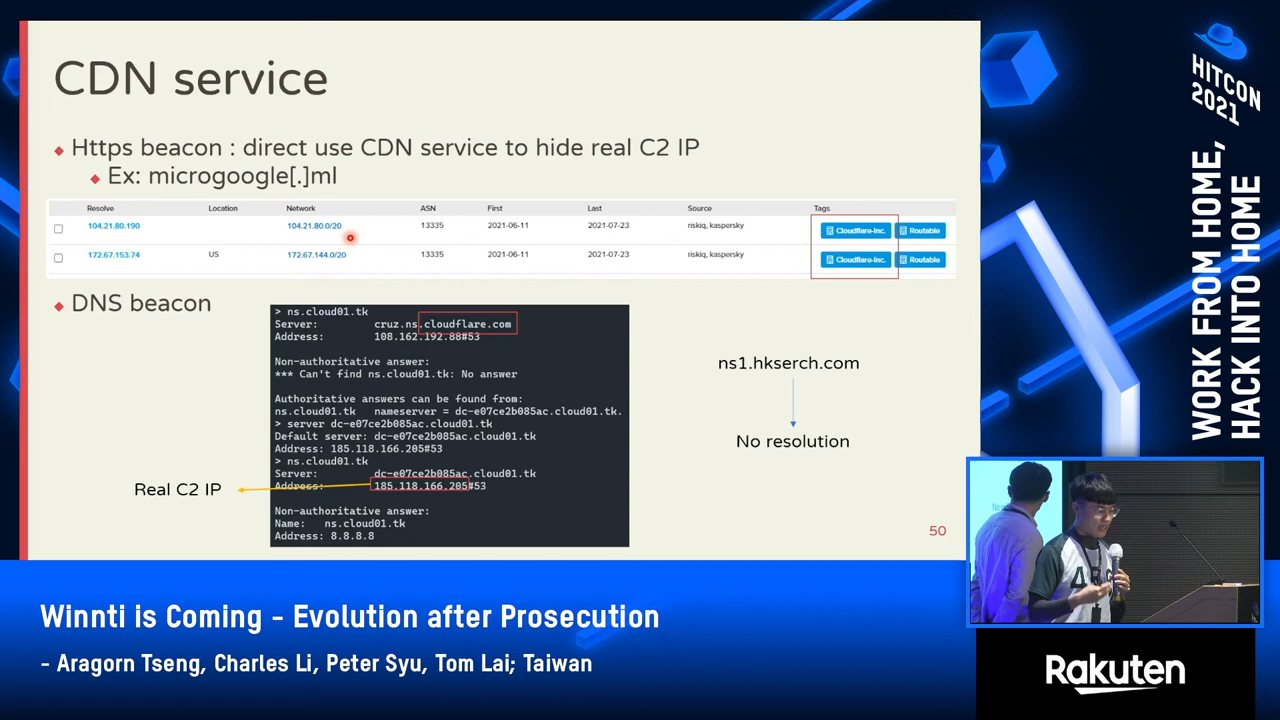 CDN service
Https beacon : direct use CDN service to hide real C2 IP
Ex: microgoogle[.]ml
Resolve Location Network ASN First Last Source Tags
104.21.80.190 104.21.80.0/20 13335 2021-06-11 2021-07-23 riskiq, kaspersky Cloudflare-Inc. Routable
172.67.153.74 US 172.67.144.0/20 13335 2021-06-11 2021-07-23 riskiq, kaspersky Cloudflare-Inc. Routable
DNS beacon
> ns.cloud01.tk
Server: cruz.ns.cloudflare.com
Address: 108.162.192.88#53
Non-authoritative answer:
*** Can't find ns.cloud01.tk: No answer
Authoritative answers can be found from:
ns.cloud01.tk nameserver = dc-e07ce2b085ac.cloud01.tk.
> server dc-e07ce2b085ac.cloud01.tk
Default server: dc-e07ce2b085ac.cloud01.tk
Address: 185.118.166.205#53
> ns.cloud01.tk
Server: dc-e07ce2b085ac.cloud01.tk
Address: 185.118.166.205#53
Non-authoritative answer:
Name: ns.cloud01.tk
Address: 8.8.8.8
Real C2 IP
ns1.hkserch.com
No resolution
50
HITCON
2021
WORK FROM HOME,
HACK INTO HOME
Winnti is Coming - Evolution after Prosecution
- Aragorn Tseng, Charles Li, Peter Syu, Tom Lai; Taiwan
Rakuten